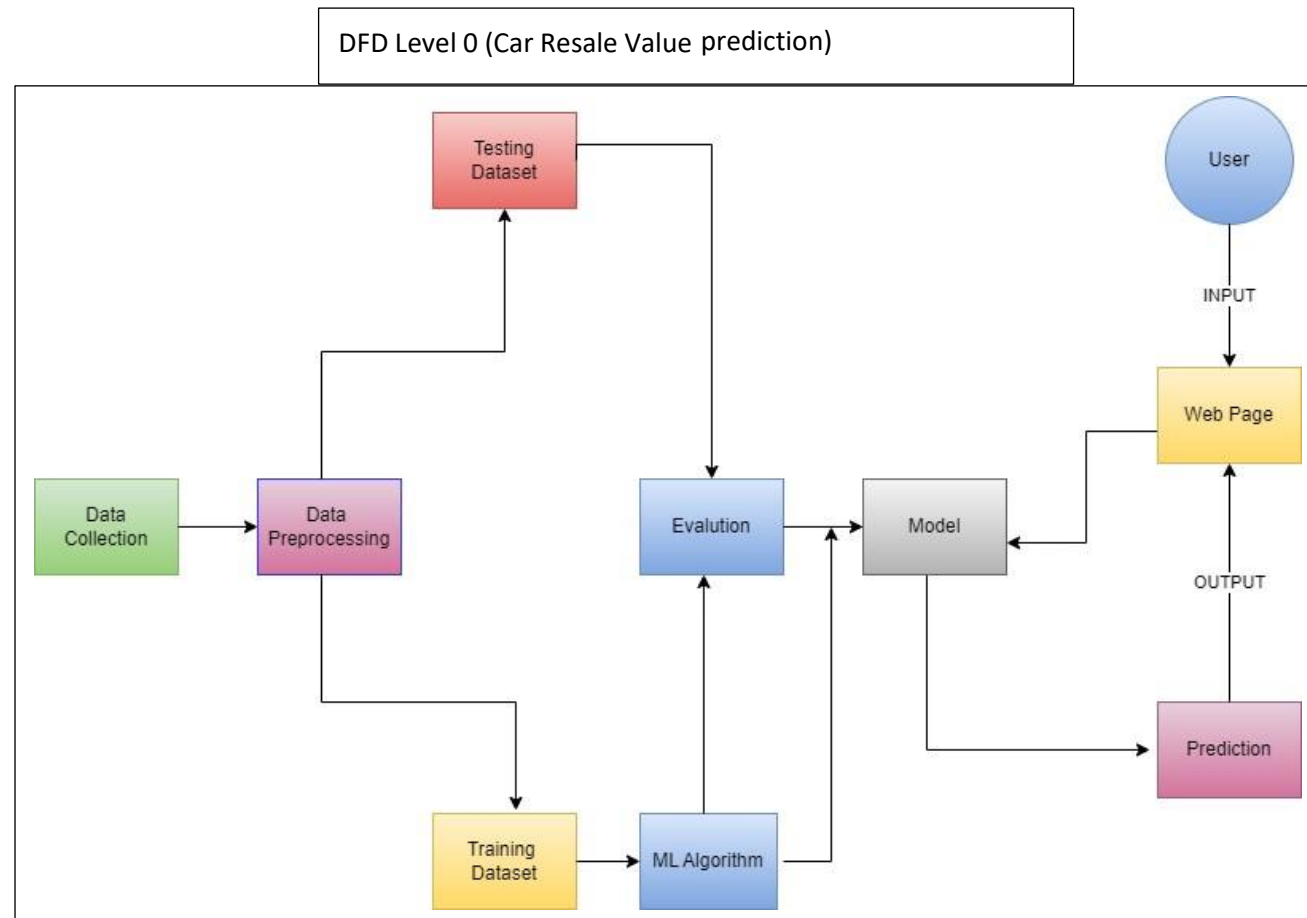 DFD Level 0 (Car Resale Value prediction)
Testing
Dataset
User
INPUT
Web Page
Data
Collection
Data
Preprocessing
Evalution
Model
OUTPUT
Prediction
Training
Dataset
ML Algorithm